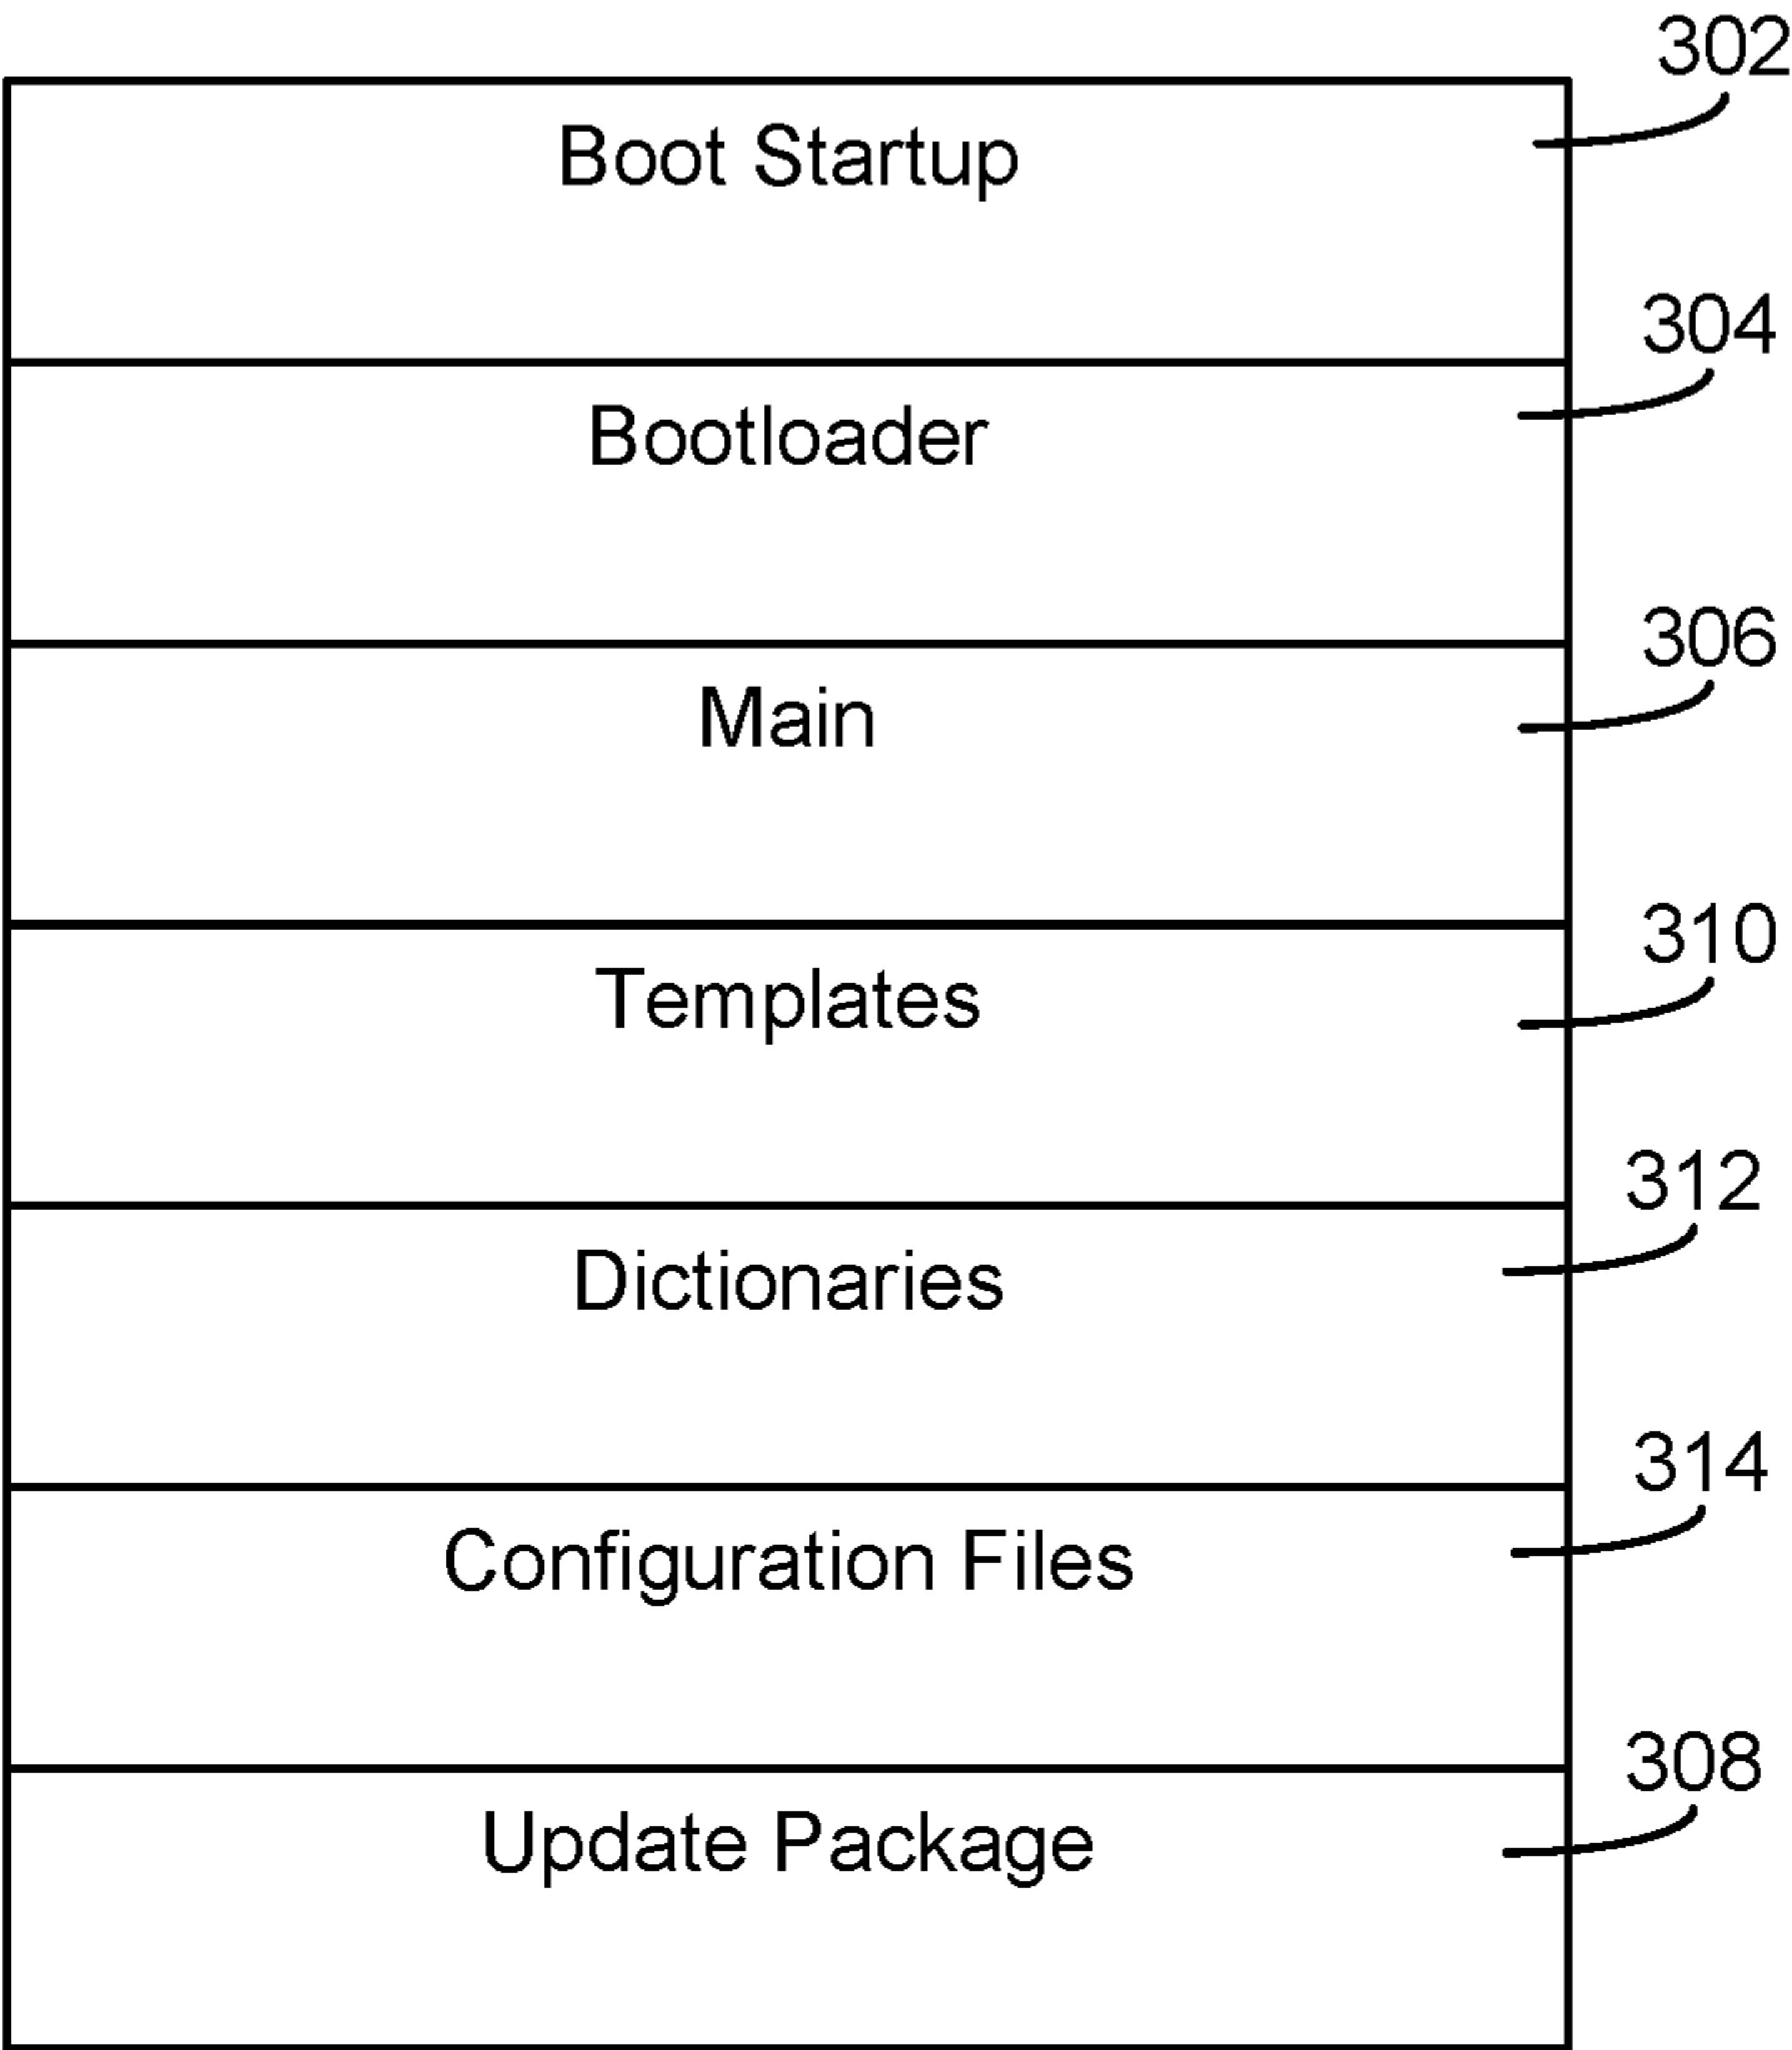 302
Boot Startup
304
Bootloader
306
Main
310
Templates
312
Dictionaries
314
Configuration Files
308
Update Package